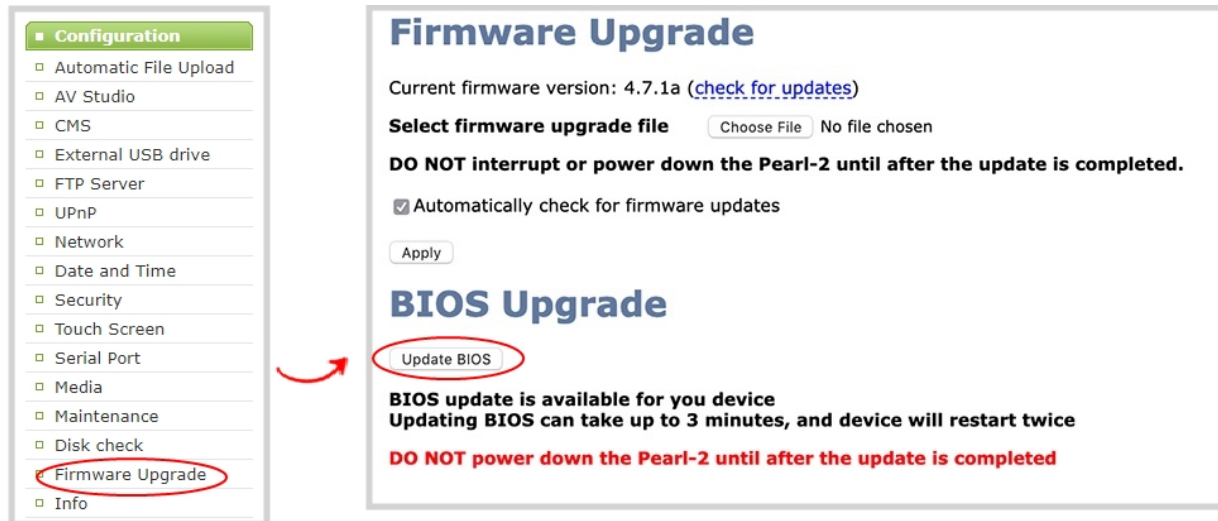 Configuration
Automatic File Upload
AV Studio
CMS
External USB drive
FTP Server
UPnP
Network
Date and Time
Security
Touch Screen
Serial Port
Media
Maintenance
Disk check
Firmware Upgrade
Info
Firmware Upgrade
Current firmware version: 4.7.1a (check for updates)
Select firmware upgrade file Choose File No file chosen
DO NOT interrupt or power down the Pearl-2 until after the update is completed.
Automatically check for firmware updates
Apply
BIOS Upgrade
Update BIOS
BIOS update is available for you device
Updating BIOS can take up to 3 minutes, and device will restart twice
DO NOT power down the Pearl-2 until after the update is completed